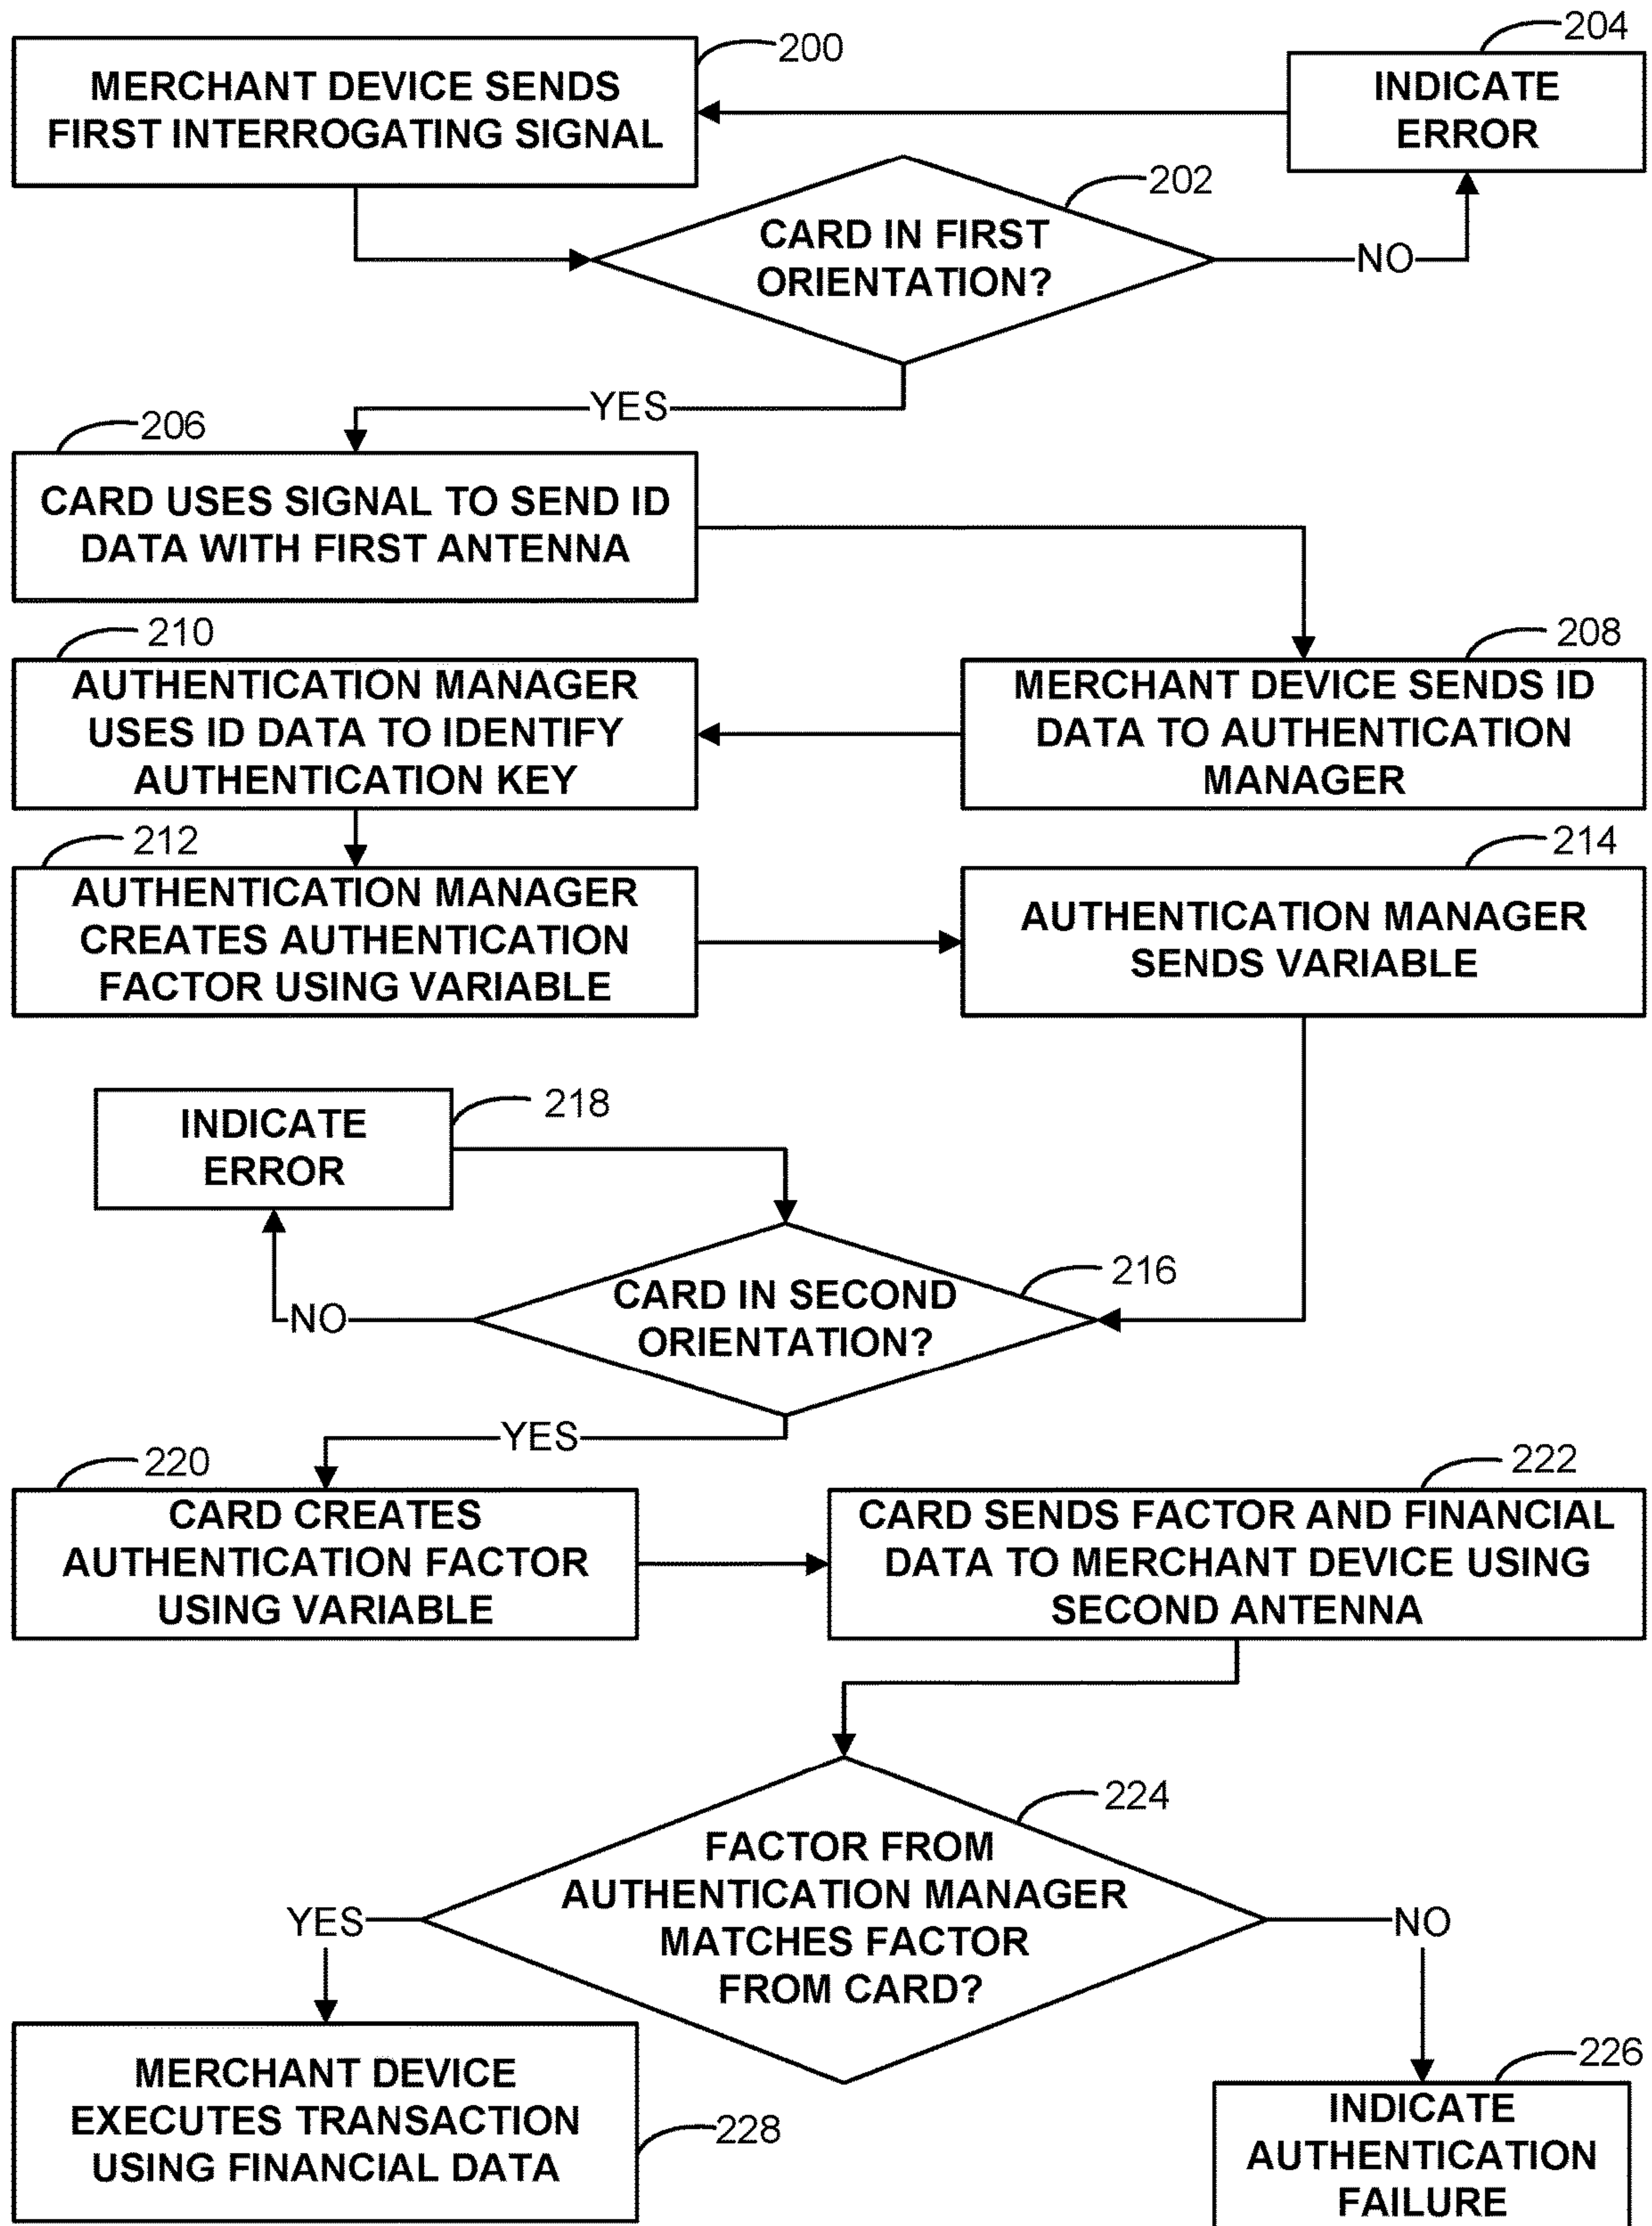 200
MERCHANT DEVICE SENDS
FIRST INTERROGATING SIGNAL
204
INDICATE
ERROR
202
CARD IN FIRST
ORIENTATION?
NO
YES
206
CARD USES SIGNAL TO SEND ID
DATA WITH FIRST ANTENNA
208
MERCHANT DEVICE SENDS ID
DATA TO AUTHENTICATION
MANAGER
210
AUTHENTICATION MANAGER
USES ID DATA TO IDENTIFY
AUTHENTICATION KEY
212
AUTHENTICATION MANAGER
CREATES AUTHENTICATION
FACTOR USING VARIABLE
214
AUTHENTICATION MANAGER
SENDS VARIABLE
218
INDICATE
ERROR
216
CARD IN SECOND
ORIENTATION?
NO
YES
220
CARD CREATES
AUTHENTICATION FACTOR
USING VARIABLE
222
CARD SENDS FACTOR AND FINANCIAL
DATA TO MERCHANT DEVICE USING
SECOND ANTENNA
224
FACTOR FROM
AUTHENTICATION MANAGER
MATCHES FACTOR
FROM CARD?
YES
NO
228
MERCHANT DEVICE
EXECUTES TRANSACTION
USING FINANCIAL DATA
226
INDICATE
AUTHENTICATION
FAILURE